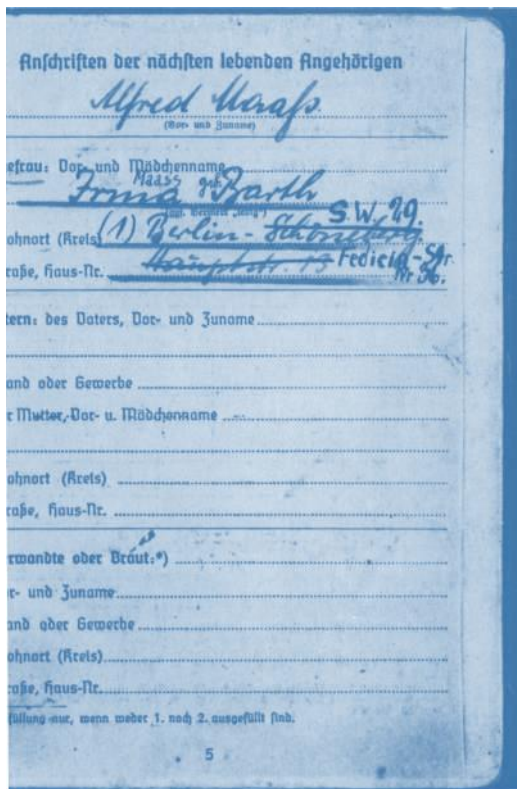 Anschriften der nächsten lebenden Angehörigen
Alfred Maaß.
(Vor- und Zuname)
efrau: Vor- und Mädchenname
Irma Maass geb. Barth
S.W. 29.
ohnort (Kreis) (1) Berlin - Schöneberg
raße, Haus-Nr. Hauptstr. 13 Fedicin-Str.
Nr 36.
tern: des Vaters, Vor- und Zuname
and oder Gewerbe
r Mutter, Vor- u. Mädchenname
ohnort (Kreis)
raße, Haus-Nr.
erwandte oder Braut:*)
r- und Zuname
and oder Gewerbe
ohnort (Kreis)
raße, Haus-Nr.
füllung nur, wenn weder 1. noch 2. ausgefüllt sind.
5